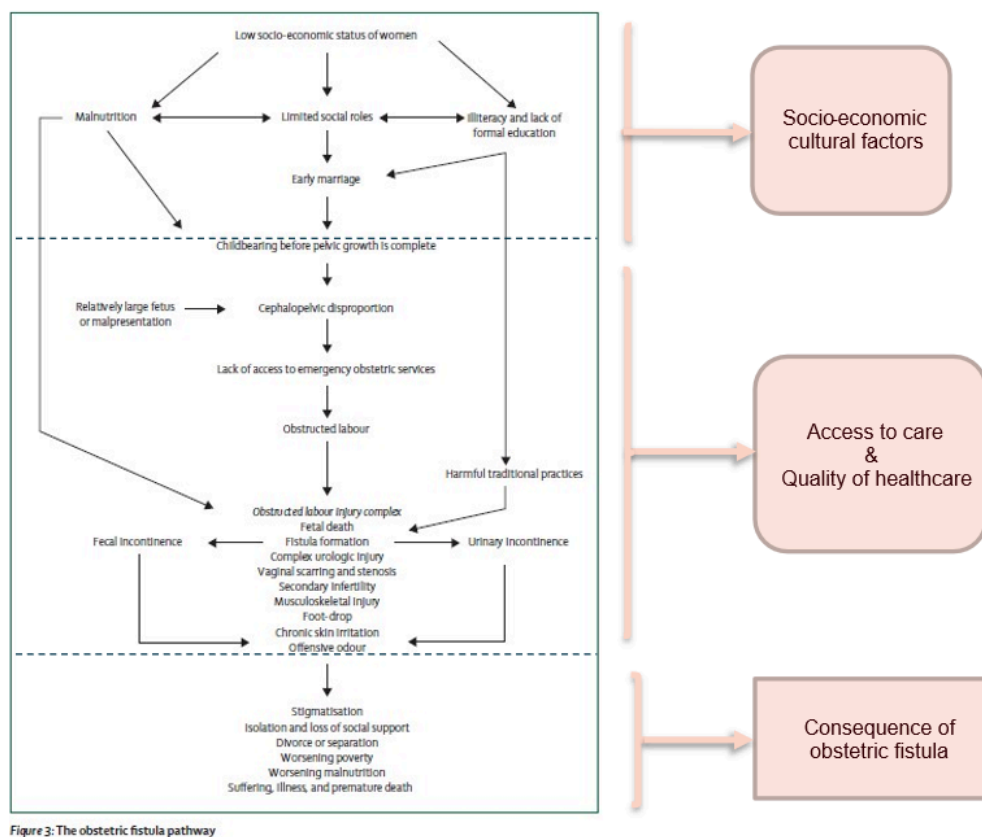 Low socio-economic status of women
Malnutrition
Limited social roles
Illiteracy and lack of
formal education
Early marriage
Childbearing before pelvic growth is complete
Relatively large fetus
or malpresentation
Cephalopelvic disproportion
Lack of access to emergency obstetric services
Obstructed labour
Harmful traditional practices
Obstructed labour injury complex
Fetal death
Fecal incontinence
Fistula formation
Urinary incontinence
Complex urologic injury
Vaginal scarring and stenosis
Secondary infertility
Musculoskeletal injury
Foot-drop
Chronic skin irritation
Offensive odour
Stigmatisation
Isolation and loss of social support
Divorce or separation
Worsening poverty
Worsening malnutrition
Suffering, illness, and premature death
Figure 3: The obstetric fistula pathway
Socio-economic
cultural factors
Access to care
&
Quality of healthcare
Consequence of
obstetric fistula